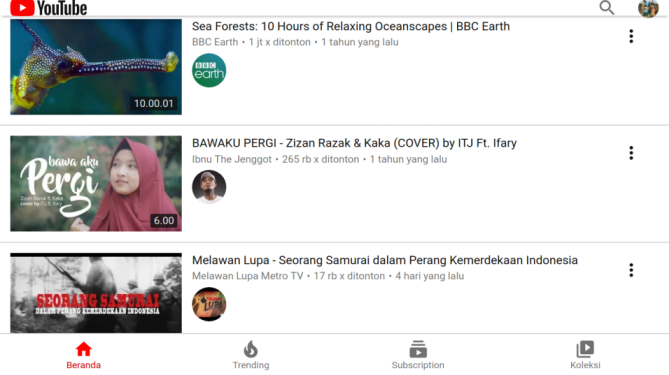 YouTube
Sea Forests: 10 Hours of Relaxing Oceanscapes | BBC Earth
BBC Earth • 1 jt x ditonton • 1 tahun yang lalu
BBC
earth
10.00.01
BAWAKU PERGI - Zizan Razak & Kaka (COVER) by ITJ Ft. Ifary
Ibnu The Jenggot • 265 rb x ditonton • 1 tahun yang lalu
bawa aku
Pergi
Zizan Razak ft. Kaka
cover by ITJ ft. Ifary
6.00
Melawan Lupa - Seorang Samurai dalam Perang Kemerdekaan Indonesia
Melawan Lupa Metro TV • 17 rb x ditonton • 4 hari yang lalu
SEORANG SAMURAI
DALAM PERANG KEMERDEKAAN INDONESIA
Beranda
Trending
Subscription
Koleksi